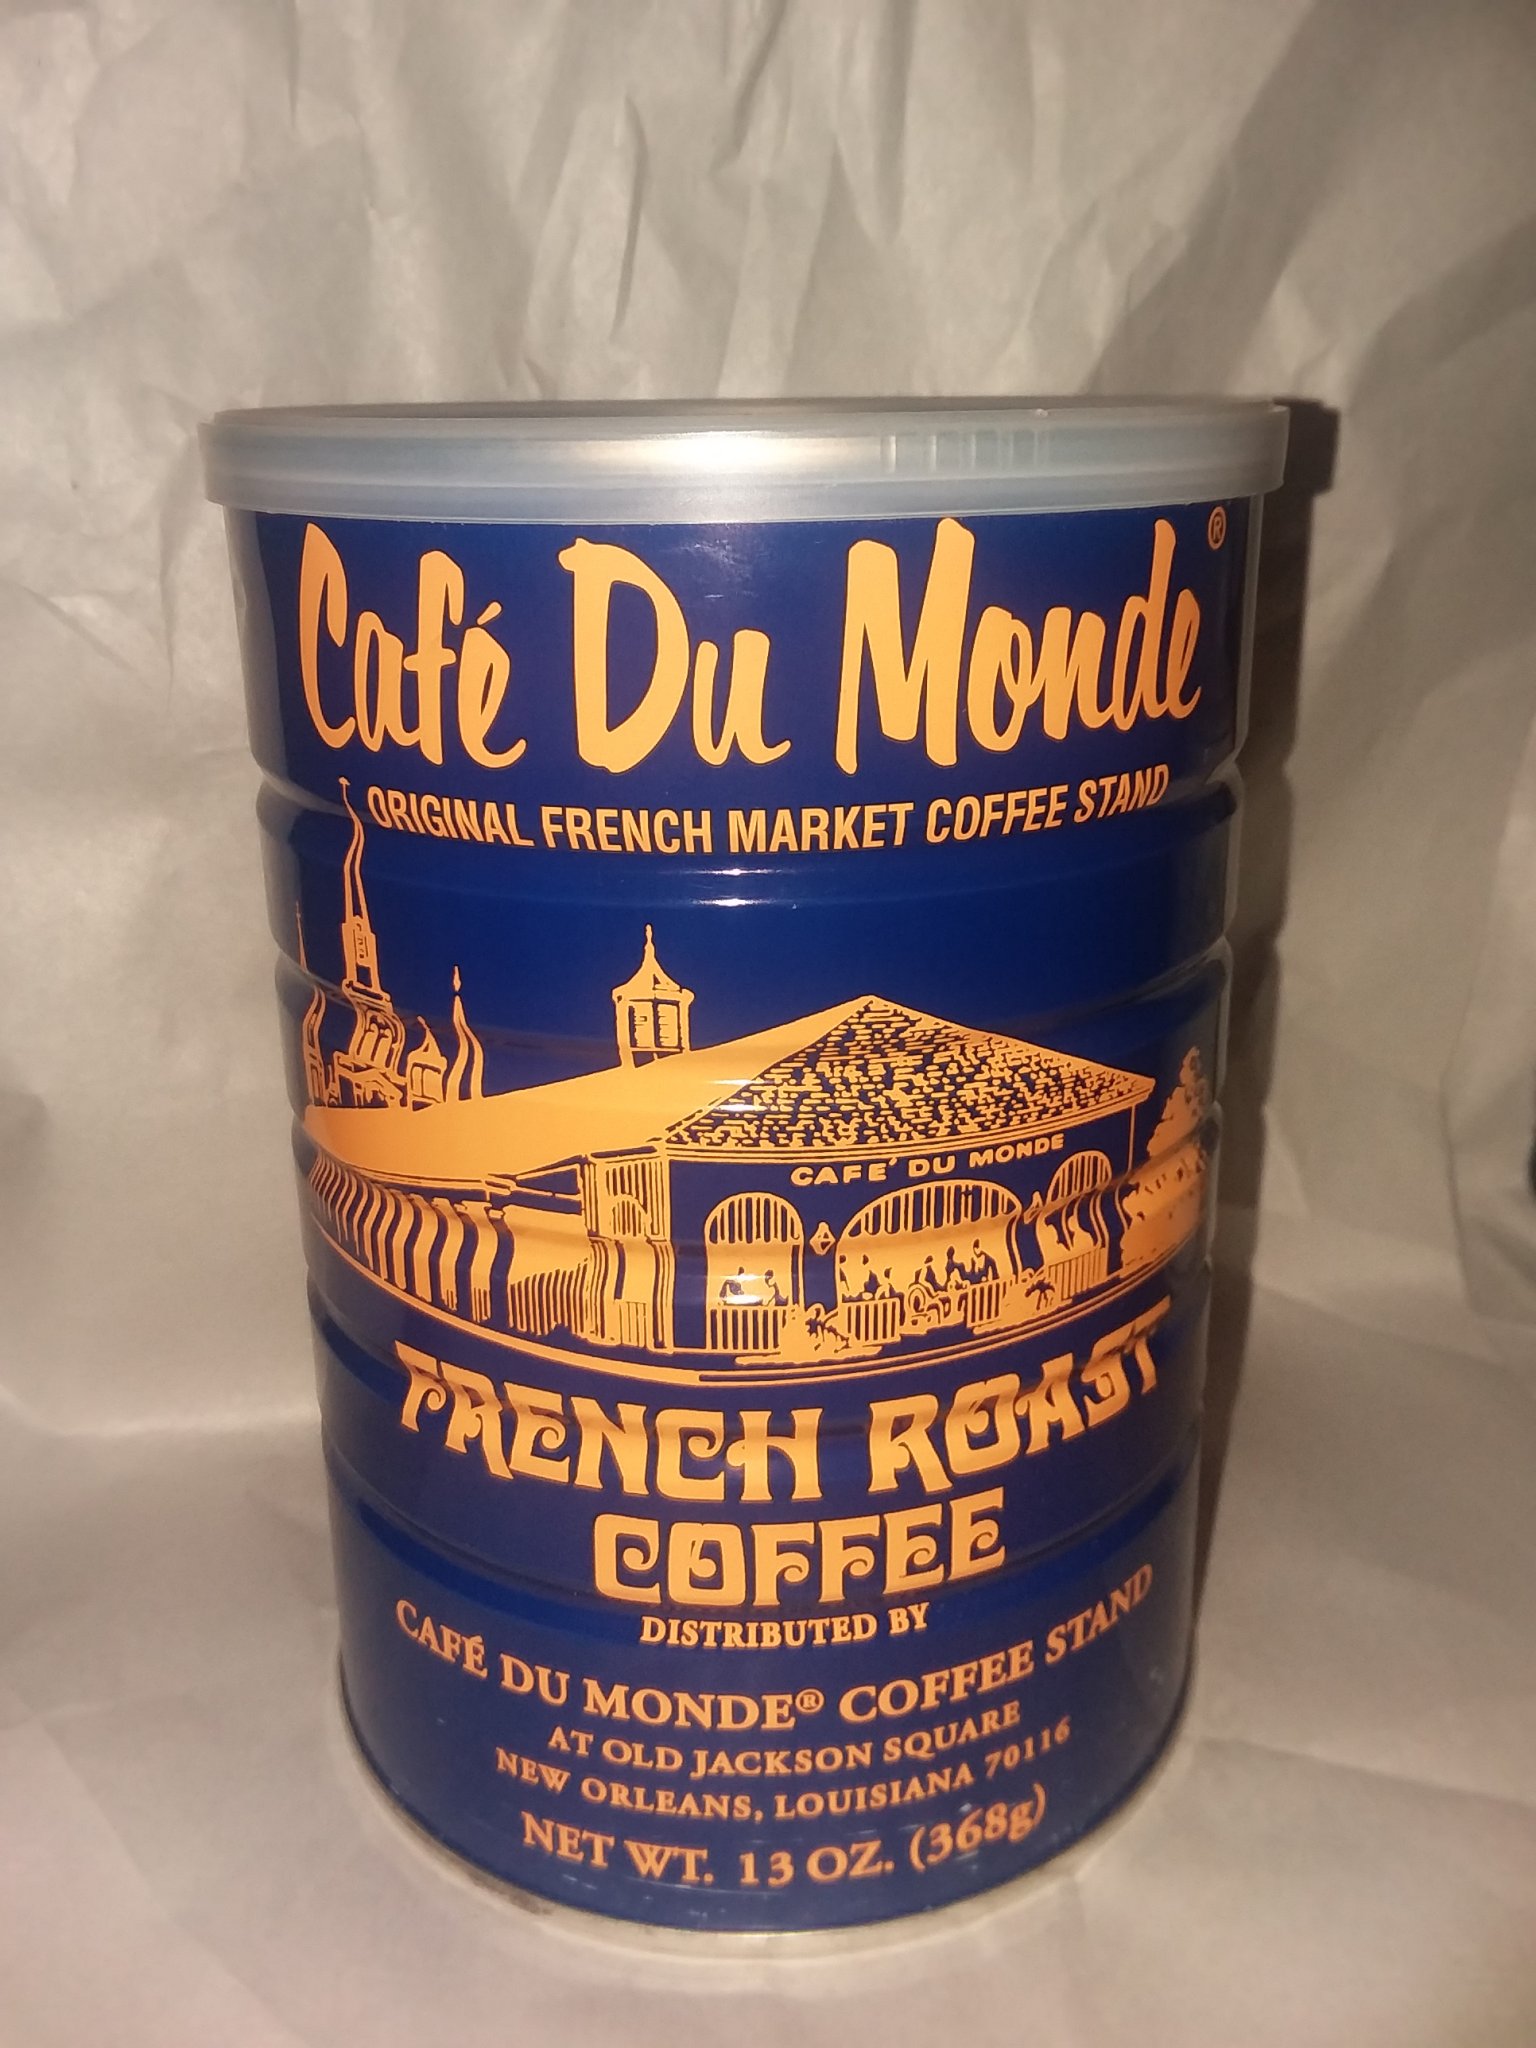 Café Du Monde®
ORIGINAL FRENCH MARKET COFFEE STAND
CAFE' DU MONDE
FRENCH ROAST
COFFEE
DISTRIBUTED BY
CAFÉ DU MONDE® COFFEE STAND
AT OLD JACKSON SQUARE
NEW ORLEANS, LOUISIANA 70116
NET WT. 13 OZ. (368g)